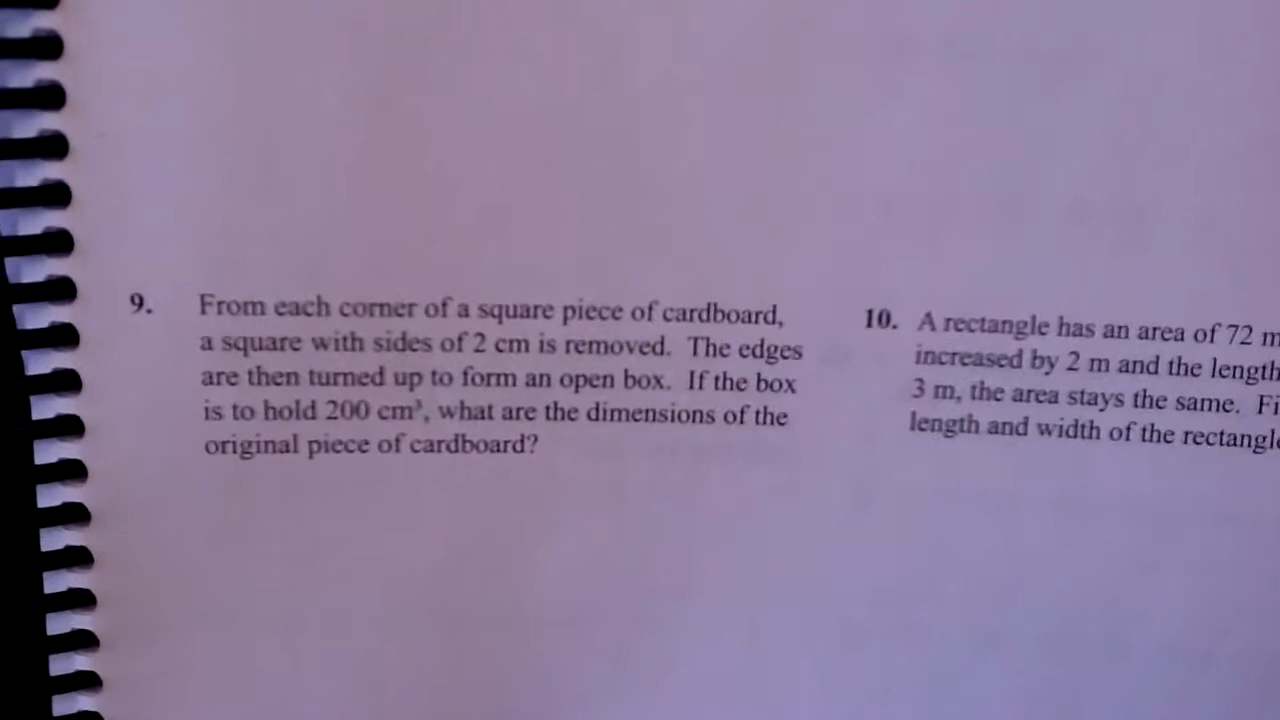 9. From each corner of a square piece of cardboard,
a square with sides of 2 cm is removed. The edges
are then turned up to form an open box. If the box
is to hold 200 cm³, what are the dimensions of the
original piece of cardboard?
10. A rectangle has an area of 72
increased by 2 m and the length
3 m, the area stays the same.
length and width of the